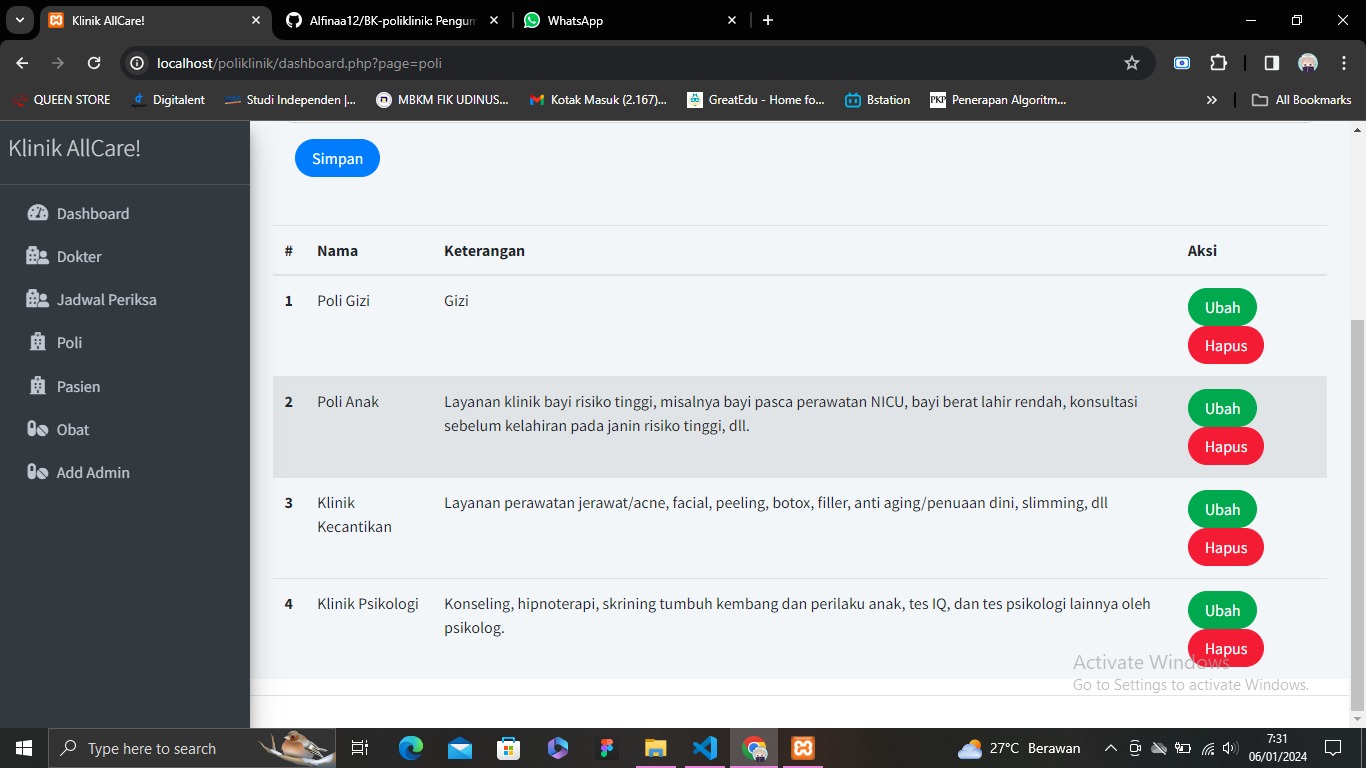 Klinik AllCare!
Alfinaa12/BK-poliklinik: Pengum
WhatsApp
localhost/poliklinik/dashboard.php?page=poli
QUEEN STORE
Digitalent
Studi Independen |...
MBKM FIK UDINUS...
Kotak Masuk (2.167)...
GreatEdu - Home fo...
Bstation
PKP Penerapan Algoritm...
All Bookmarks
Klinik AllCare!
Dashboard
Dokter
Jadwal Periksa
Poli
Pasien
Obat
Add Admin
Simpan
# Nama Keterangan Aksi
1 Poli Gizi Gizi Ubah
Hapus
2 Poli Anak Layanan klinik bayi risiko tinggi, misalnya bayi pasca perawatan NICU, bayi berat lahir rendah, konsultasi Ubah
sebelum kelahiran pada janin risiko tinggi, dll.
Hapus
3 Klinik Layanan perawatan jerawat/acne, facial, peeling, botox, filler, anti aging/penuaan dini, slimming, dll Ubah
Kecantikan
Hapus
4 Klinik Psikologi Konseling, hipnoterapi, skrining tumbuh kembang dan perilaku anak, tes IQ, dan tes psikologi lainnya oleh Ubah
psikolog.
Hapus
Activate Windows
Go to Settings to activate Windows.
Type here to search
27°C Berawan
7:31
06/01/2024